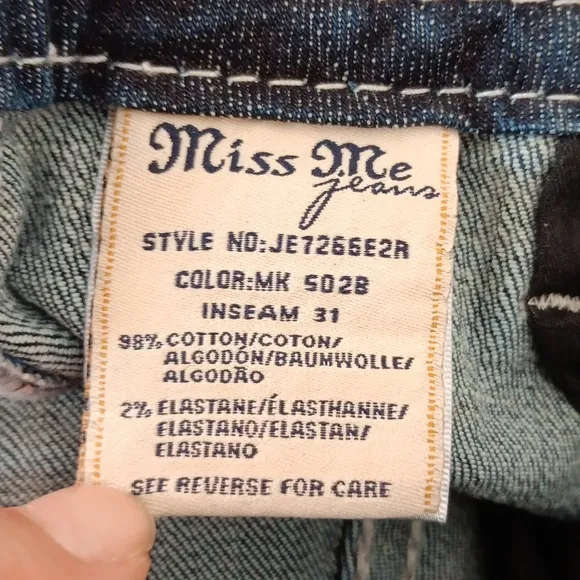 Miss Me
jeans
STYLE NO:JE7266E2R
COLOR:MK 502B
INSEAM 31
98% COTTON/COTON/
ALGODÓN/BAUMWOLLE/
ALGODÃO
2% ELASTANE/ÉLASTHANNE/
ELASTANO/ELASTAN/
ELASTANO
SEE REVERSE FOR CARE